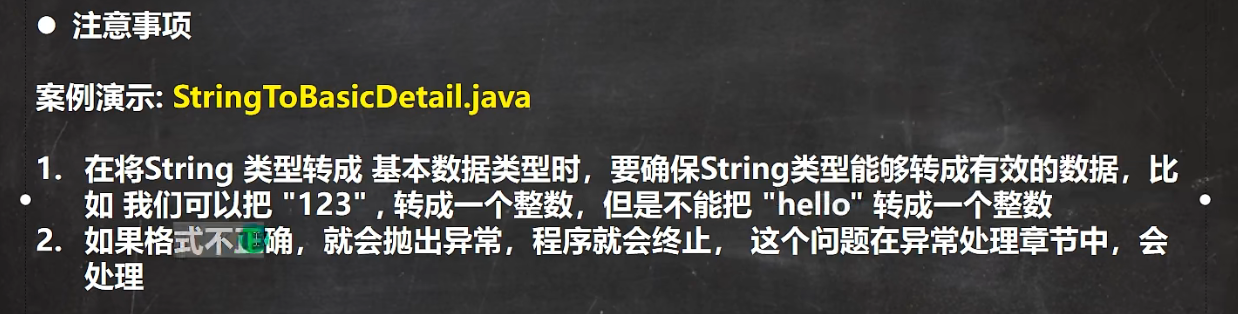 ● 注意事项
案例演示: StringToBasicDetail.java
1. 在将String 类型转成 基本数据类型时，要确保String类型能够转成有效的数据，比
如 我们可以把 "123" , 转成一个整数，但是不能把 "hello" 转成一个整数
2. 如果格式不正确，就会抛出异常，程序就会终止， 这个问题在异常处理章节中，会
处理